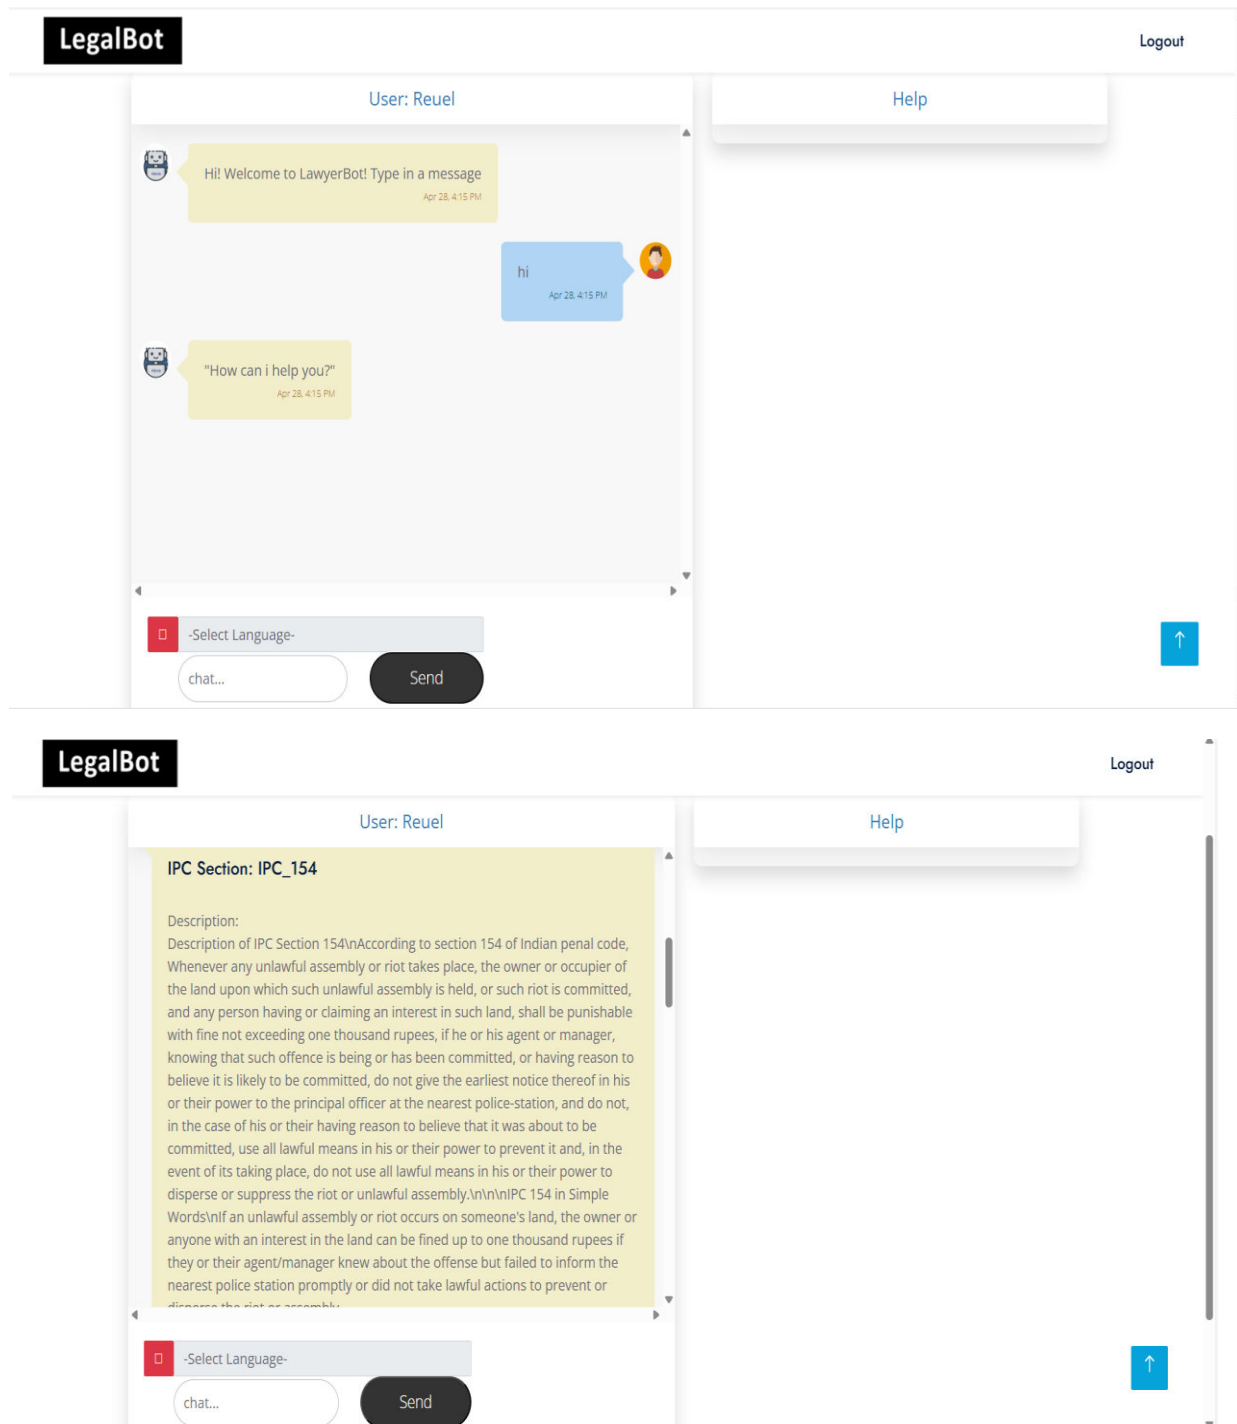 LegalBot
Logout
User: Reuel
Help
Hi! Welcome to LawyerBot! Type in a message
Apr 28, 4:15 PM
hi
Apr 28, 4:15 PM
"How can i help you?"
Apr 28, 4:15 PM
-Select Language-
chat...
Send
LegalBot
Logout
User: Reuel
Help
IPC Section: IPC_154
Description:
Description of IPC Section 154\nAccording to section 154 of Indian penal code,
Whenever any unlawful assembly or riot takes place, the owner or occupier of
the land upon which such unlawful assembly is held, or such riot is committed,
and any person having or claiming an interest in such land, shall be punishable
with fine not exceeding one thousand rupees, if he or his agent or manager,
knowing that such offence is being or has been committed, or having reason to
believe it is likely to be committed, do not give the earliest notice thereof in his
or their power to the principal officer at the nearest police-station, and do not,
in the case of his or their having reason to believe that it was about to be
committed, use all lawful means in his or their power to prevent it and, in the
event of its taking place, do not use all lawful means in his or their power to
disperse or suppress the riot or unlawful assembly.\n\n\nIPC 154 in Simple
Words\nIf an unlawful assembly or riot occurs on someone's land, the owner or
anyone with an interest in the land can be fined up to one thousand rupees if
they or their agent/manager knew about the offense but failed to inform the
nearest police station promptly or did not take lawful actions to prevent or
disperse the riot or assembly
-Select Language-
chat...
Send